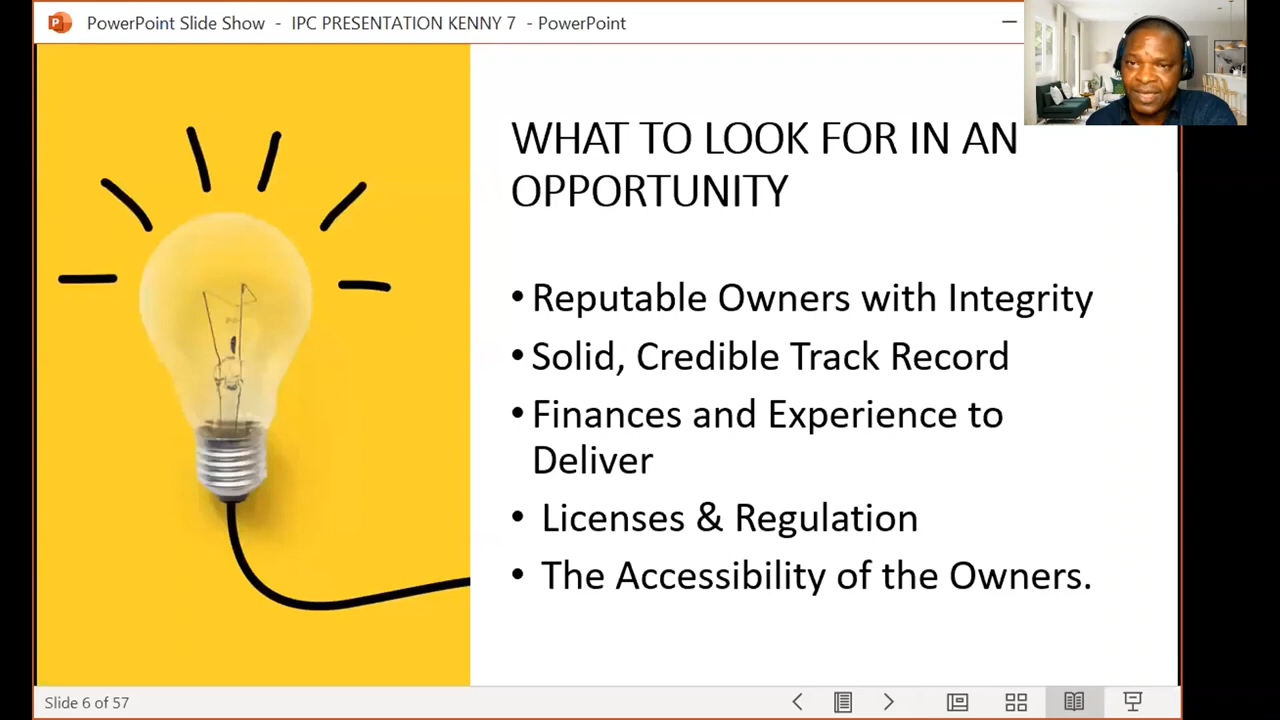 PowerPoint Slide Show - IPC PRESENTATION KENNY 7 - PowerPoint
WHAT TO LOOK FOR IN AN
OPPORTUNITY
• Reputable Owners with Integrity
• Solid, Credible Track Record
• Finances and Experience to
Deliver
• Licenses & Regulation
• The Accessibility of the Owners.
Slide 6 of 57